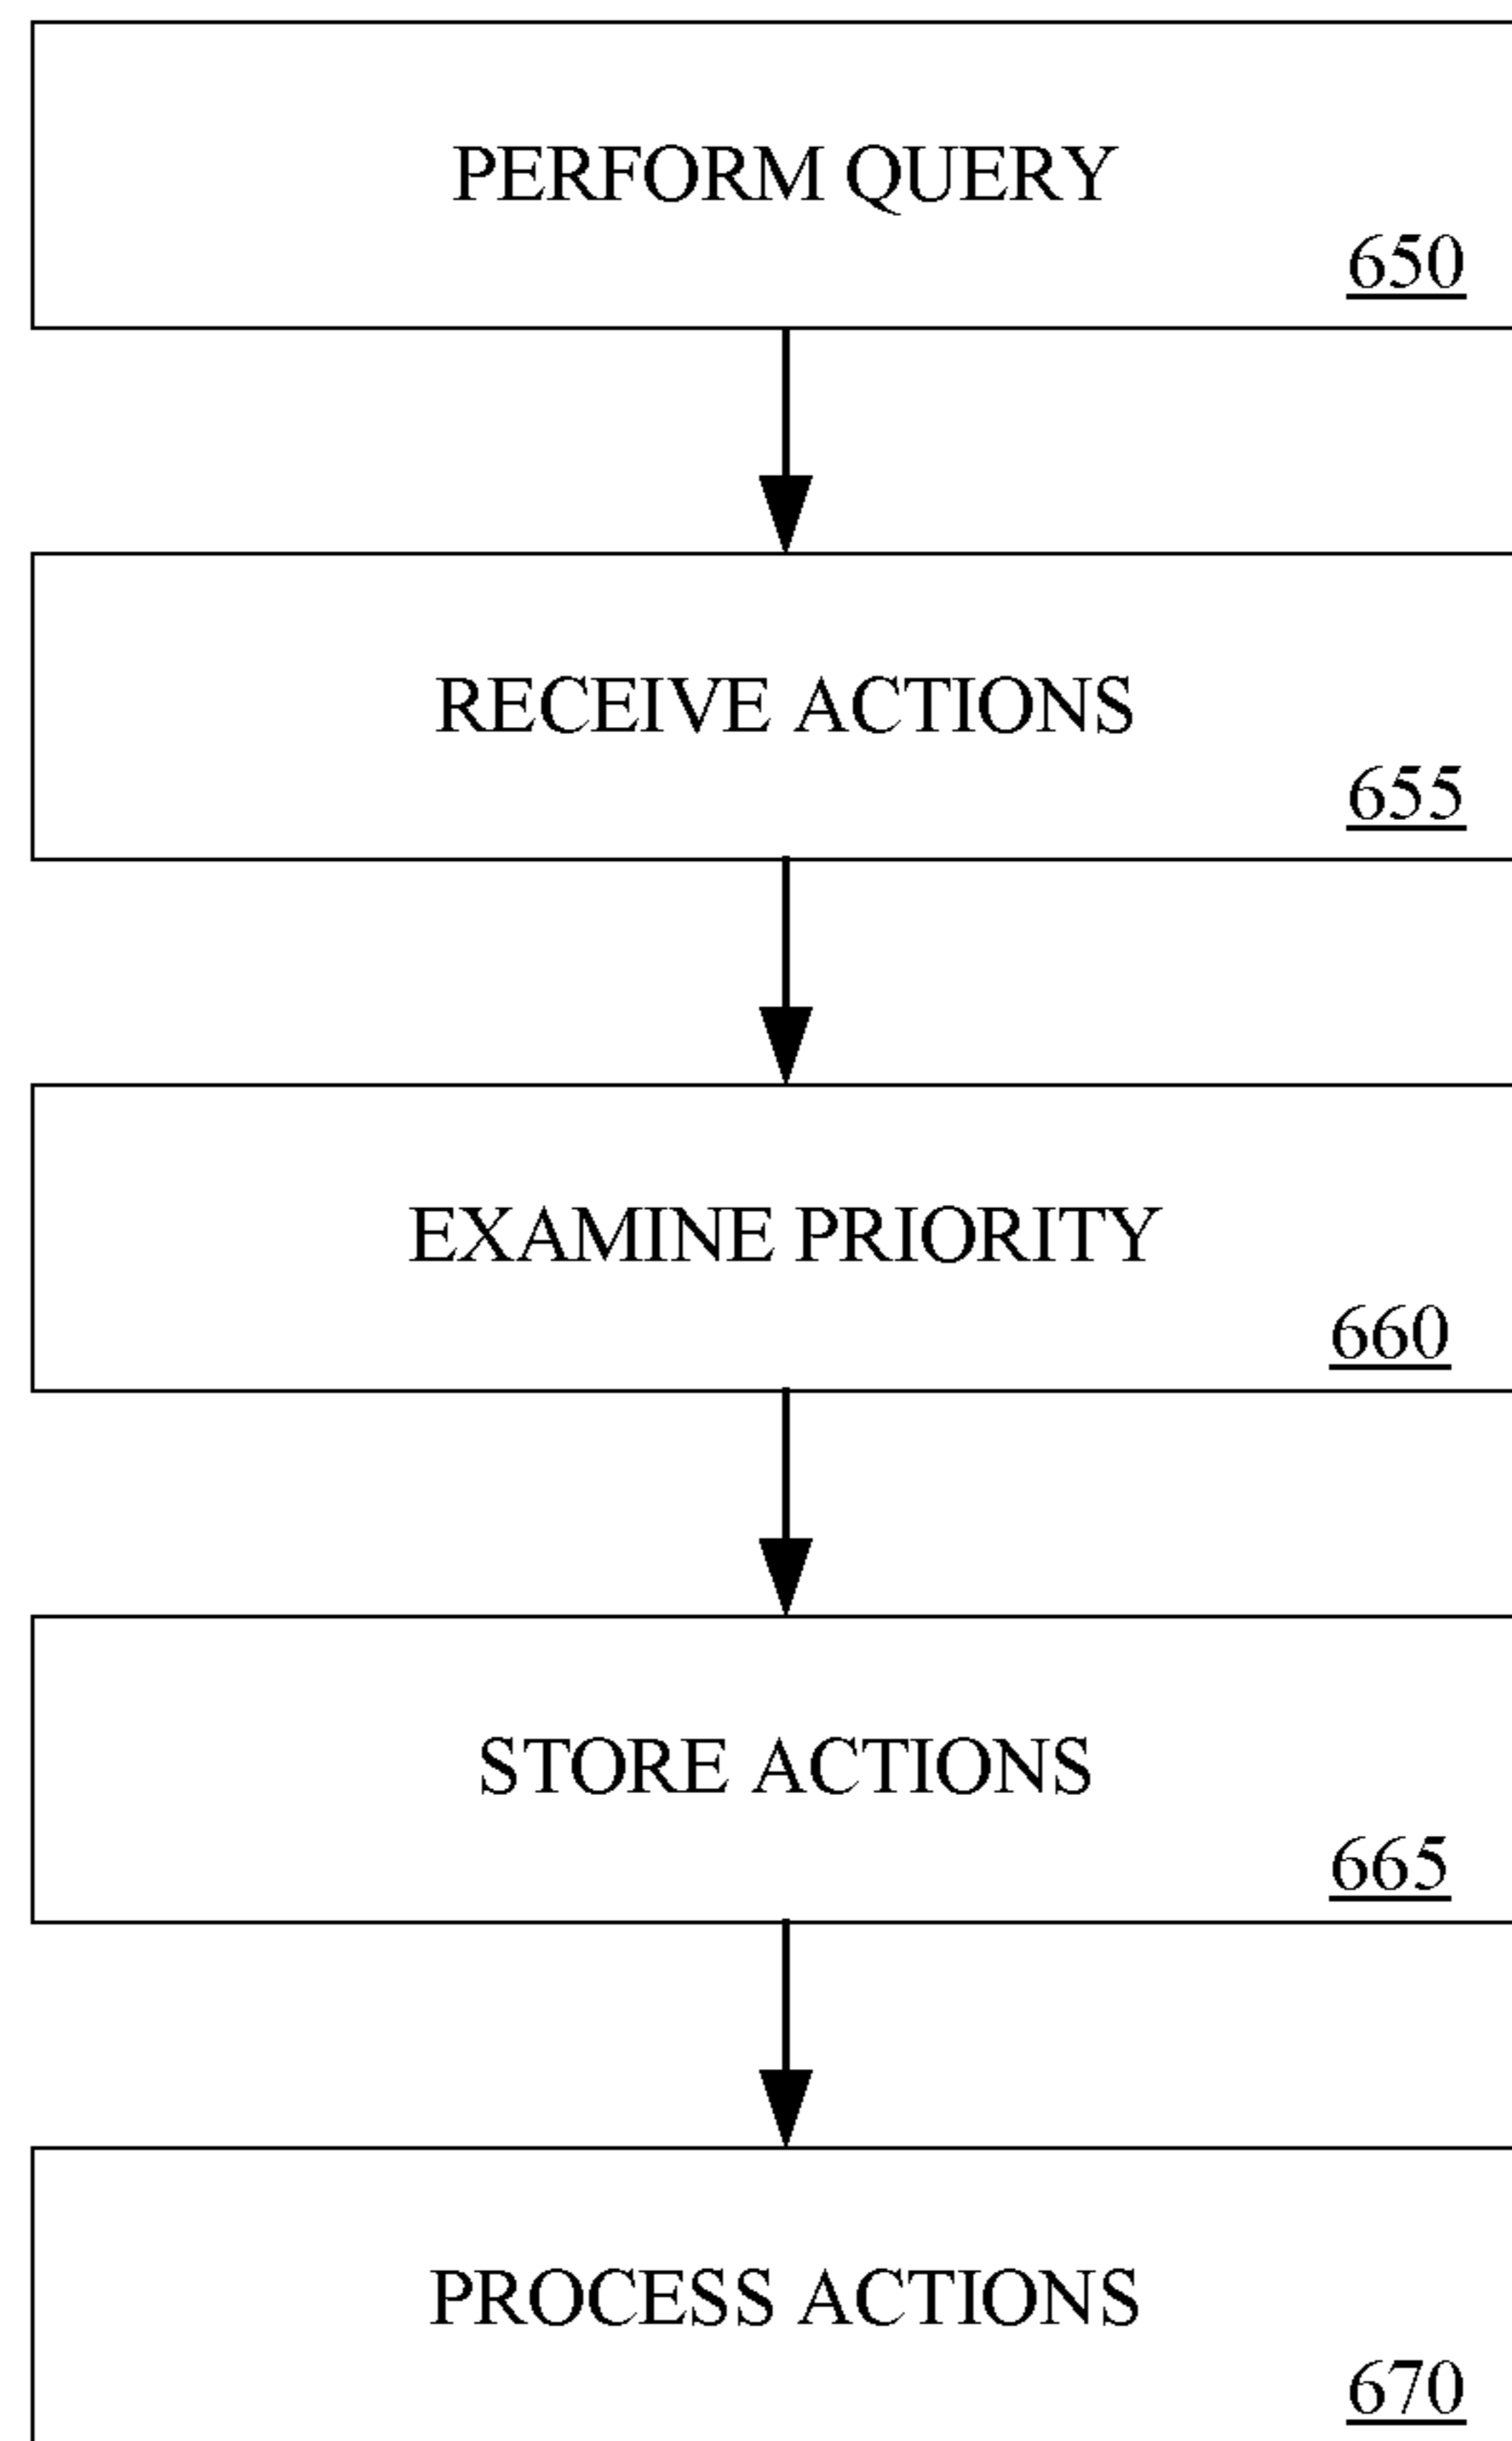 PERFORM QUERY
650
RECEIVE ACTIONS
655
EXAMINE PRIORITY
660
STORE ACTIONS
665
PROCESS ACTIONS
670